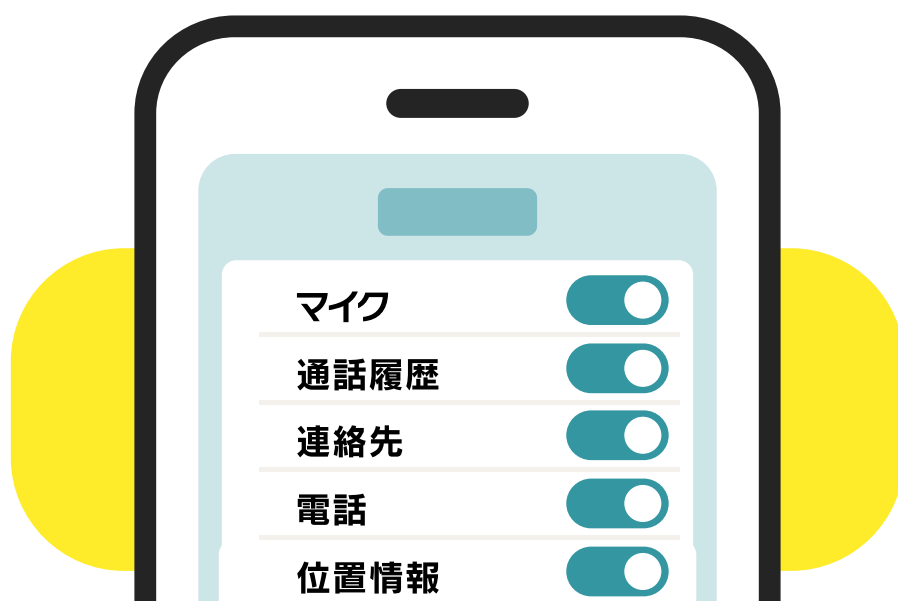 マイク
通話履歴
連絡先
電話
位置情報